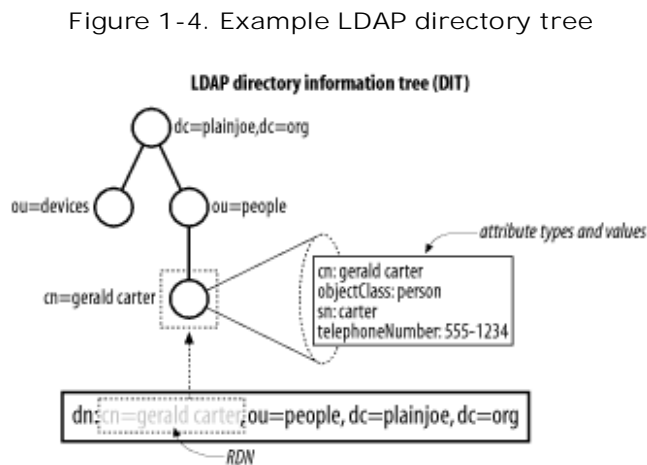 Figure 1-4. Example LDAP directory tree
LDAP directory information tree (DIT)
dc=plainjoe,dc=org
ou=devices
ou=people
attribute types and values
cn=gerald carter
cn: gerald carter
objectClass: person
sn: carter
telephoneNumber: 555-1234
dn: cn=gerald carter, ou=people, dc=plainjoe, dc=org
RDN